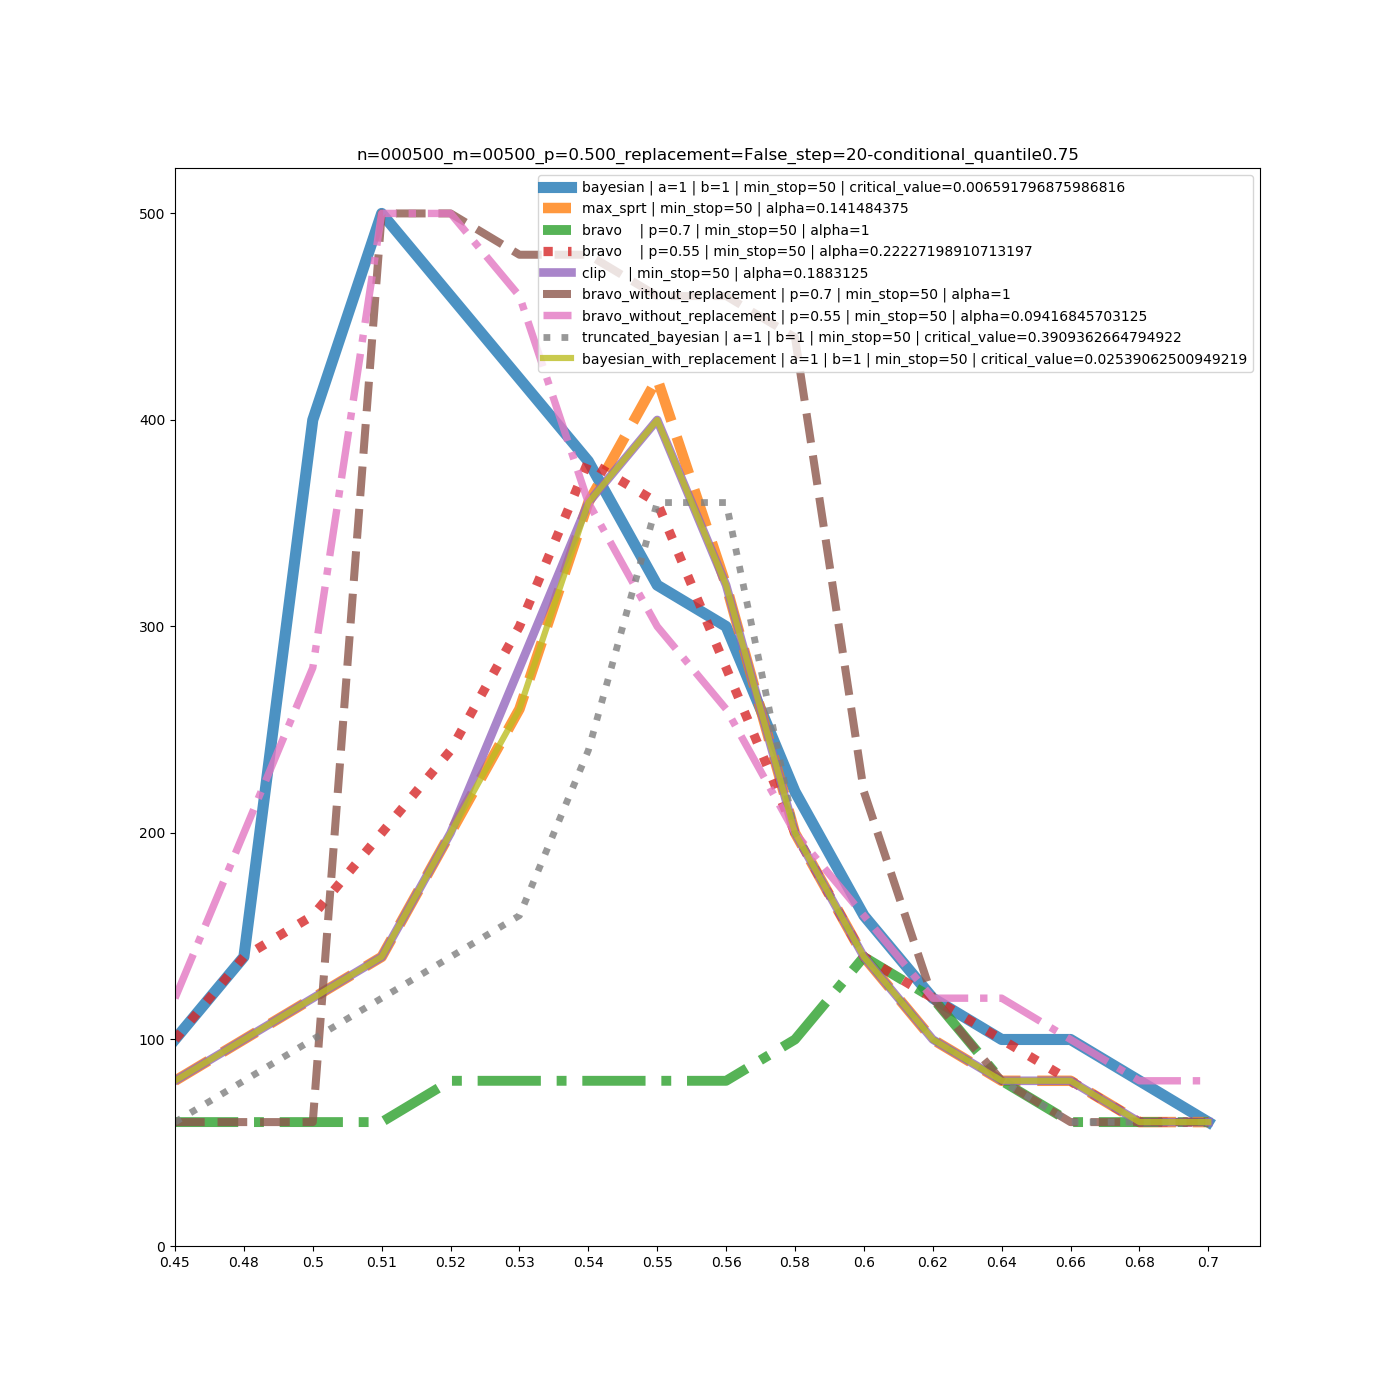 n=000500_m=00500_p=0.500_replacement=False_step=20-conditional_quantile0.75
bayesian | a=1 | b=1 | min_stop=50 | critical_value=0.006591796875986816
max_sprt | min_stop=50 | alpha=0.141484375
bravo | p=0.7 | min_stop=50 | alpha=1
bravo | p=0.55 | min_stop=50 | alpha=0.22227198910713197
clip | min_stop=50 | alpha=0.1883125
bravo_without_replacement | p=0.7 | min_stop=50 | alpha=1
bravo_without_replacement | p=0.55 | min_stop=50 | alpha=0.09416845703125
truncated_bayesian | a=1 | b=1 | min_stop=50 | critical_value=0.3909362664794922
bayesian_with_replacement | a=1 | b=1 | min_stop=50 | critical_value=0.02539062500949219
500
400
300
200
100
0
0.45 0.48 0.5 0.51 0.52 0.53 0.54 0.55 0.56 0.58 0.6 0.62 0.64 0.66 0.68 0.7